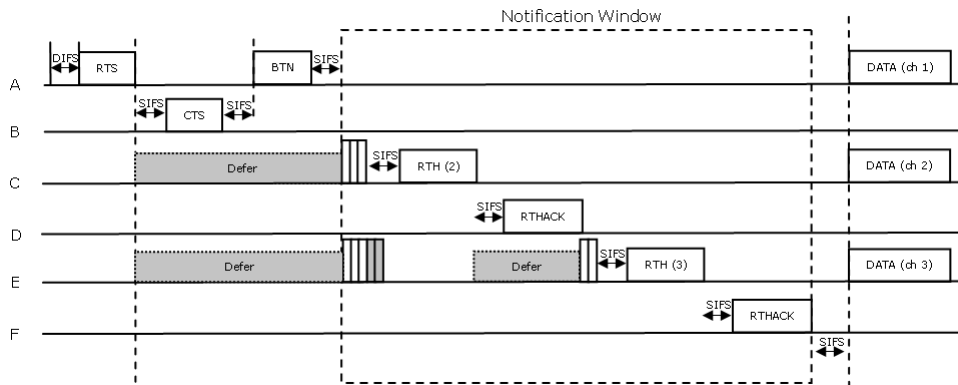 Notification Window
DIFS
RTS
BTN
SIFS
DATA (ch 1)
A
SIFS
CTS
SIFS
B
Defer
SIFS
RTH (2)
DATA (ch 2)
C
SIFS
RTHACK
D
Defer
Defer
SIFS
RTH (3)
DATA (ch 3)
E
SIFS
RTHACK
F
SIFS